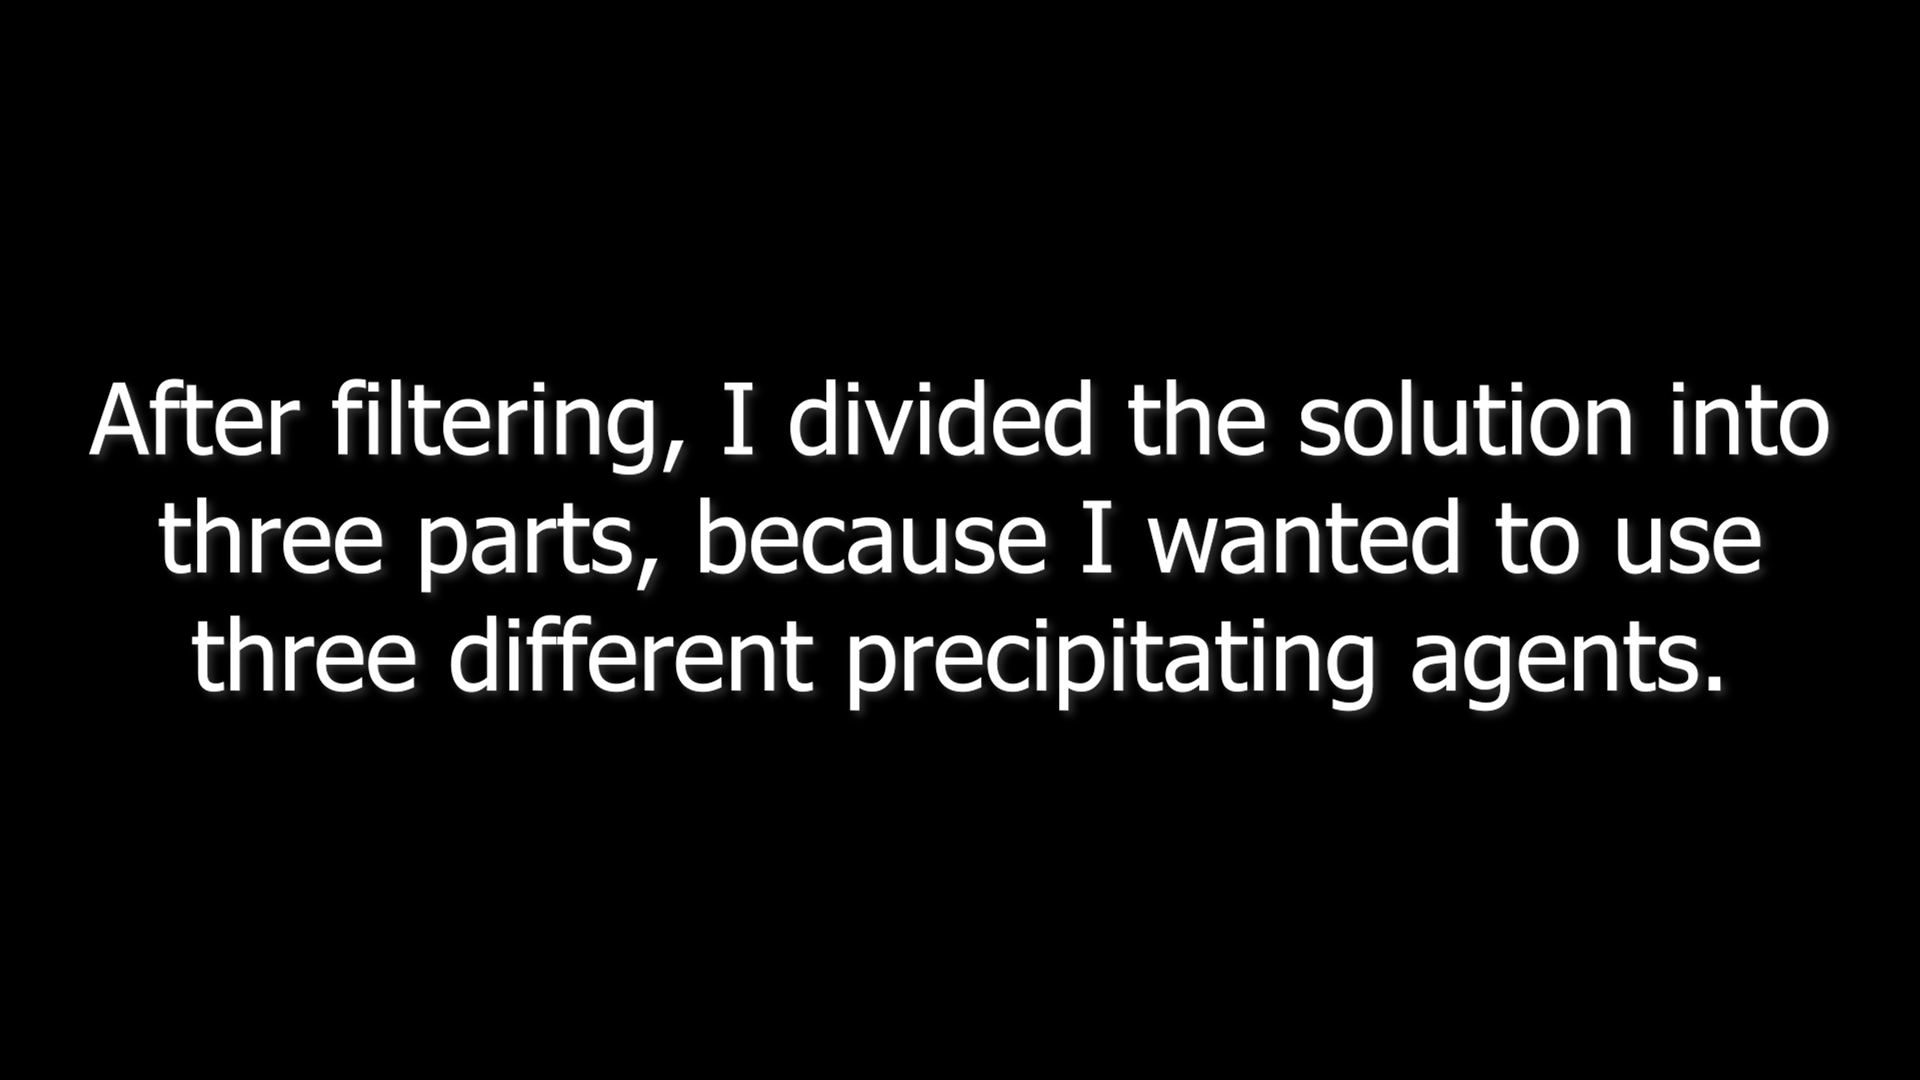 After filtering, I divided the solution into
three parts, because I wanted to use
three different precipitating agents.